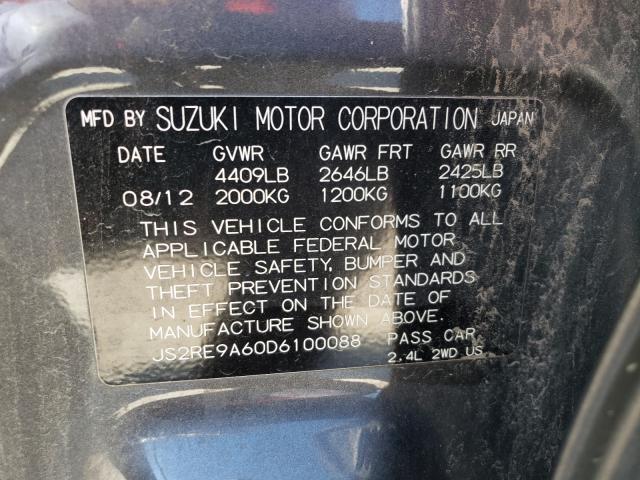 MFD BY SUZUKI MOTOR CORPORATION JAPAN
DATE GVWR GAWR FRT GAWR RR
4409LB 2646LB 2425LB
08/12 2000KG 1200KG 1100KG
THIS VEHICLE CONFORMS TO ALL
APPLICABLE FEDERAL MOTOR
VEHICLE SAFETY, BUMPER AND
THEFT PREVENTION STANDARDS
IN EFFECT ON THE DATE OF
MANUFACTURE SHOWN ABOVE.
JS2RE9A60D6100088 PASS CAR
2.4L 2WD US